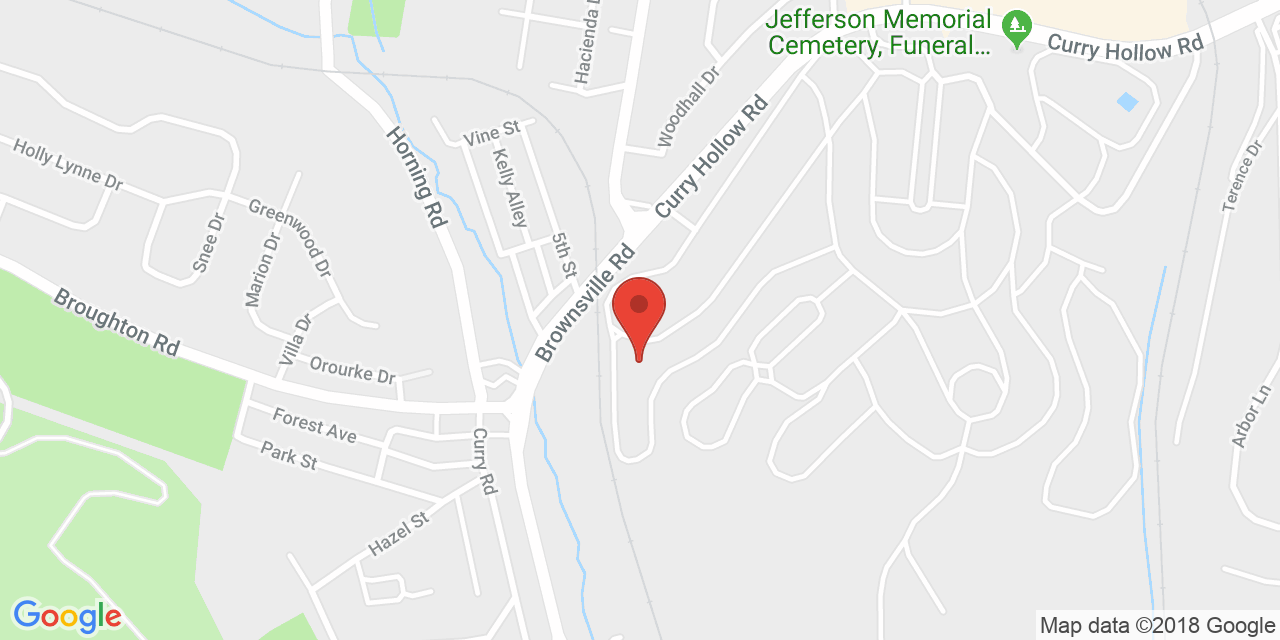 Jefferson Memorial
Cemetery, Funeral...
Curry Hollow Rd
Hacienda
Woodhall Dr
Curry Hollow Rd
Vine St
Kelly Alley
5th St
Horning Rd
Holly Lynne Dr
Snee Dr
Greenwood Dr
Marion Dr
Villa Dr
Terence Dr
Broughton Rd
Brownsville Rd
Orourke Dr
Forest Ave
Park St
Curry Rd
Hazel St
Arbor Ln
Google
Map data ©2018 Google